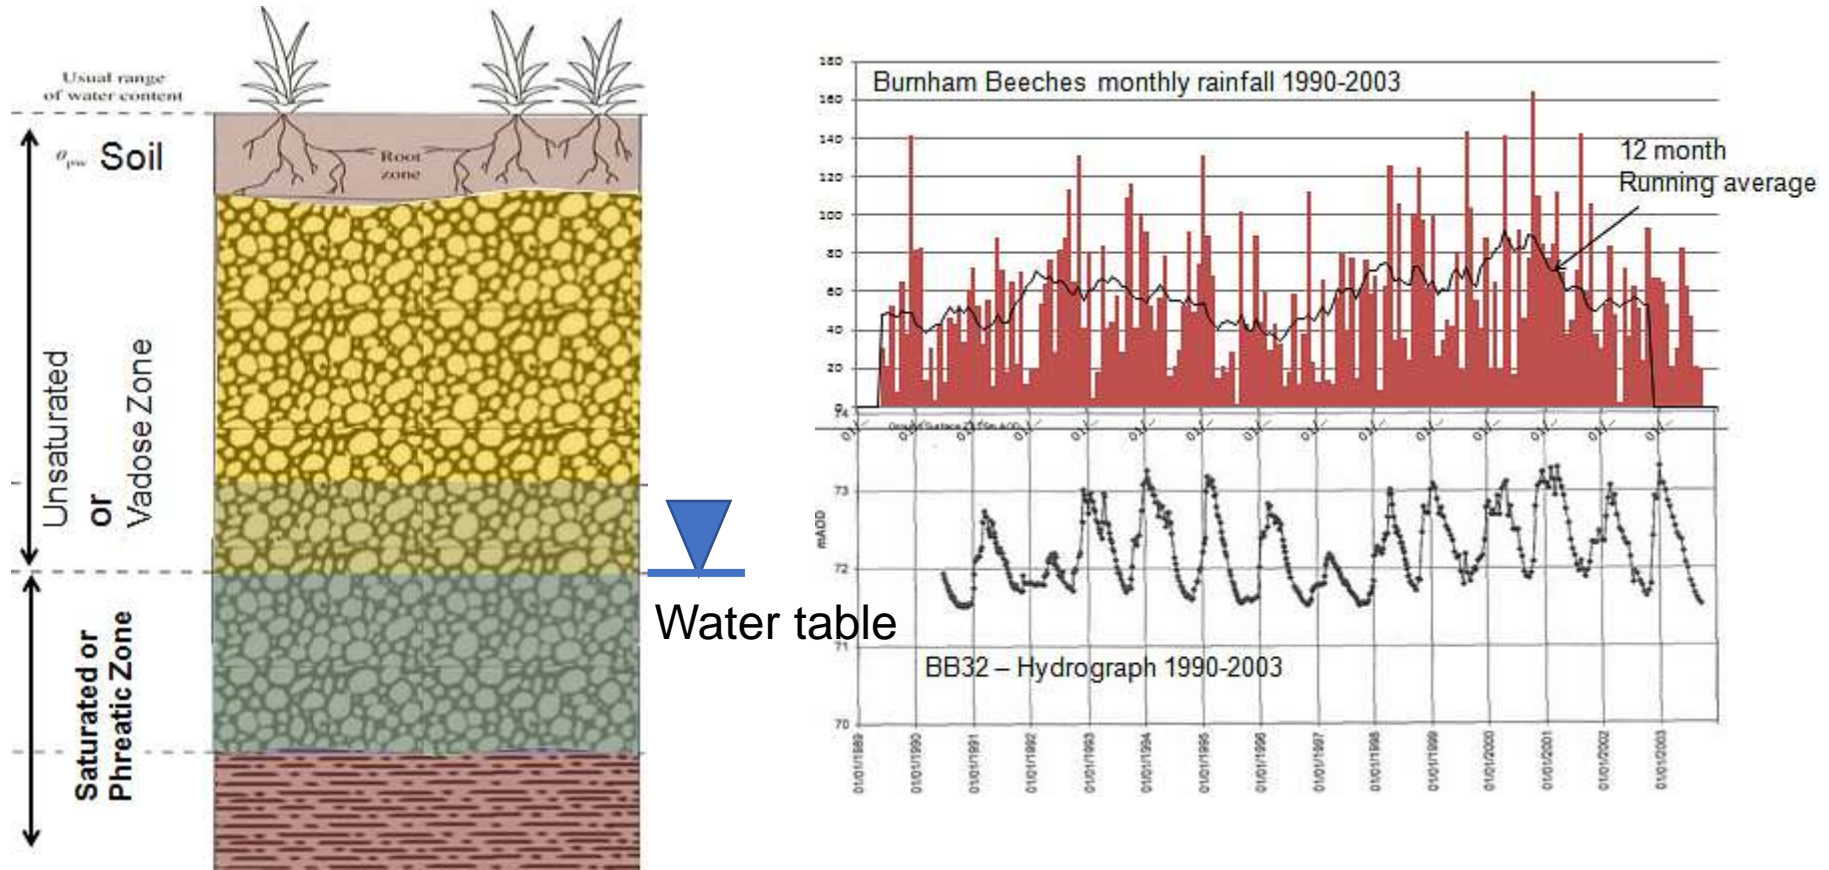 Usual range
of water content
θpw Soil
Root
zone
Unsaturated
or
Vadose Zone
Saturated or
Phreatic Zone
Water table
Burnham Beeches monthly rainfall 1990-2003
12 month
Running average
180
160
140
120
100
80
60
40
20
0
74
73
72
71
70
mAOD
BB32 – Hydrograph 1990-2003
01/01/1989
01/01/1990
01/01/1991
01/01/1992
01/01/1993
01/01/1994
01/01/1995
01/01/1996
01/01/1997
01/01/1998
01/01/1999
01/01/2000
01/01/2001
01/01/2002
01/01/2003